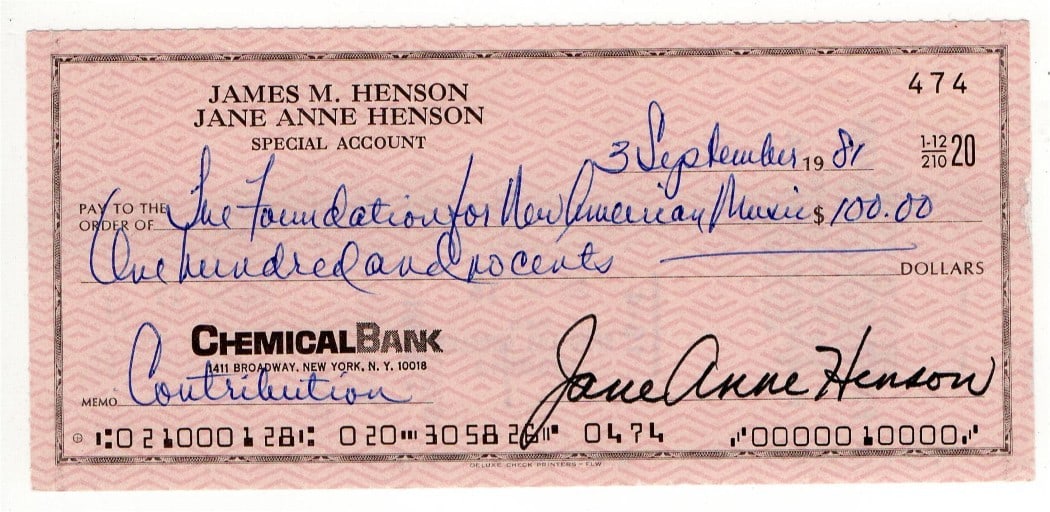 474
JAMES M. HENSON
JANE ANNE HENSON
SPECIAL ACCOUNT
3 September 19 81
1-12
210 20
PAY TO THE
ORDER OF The Foundation for New American Music $ 100.00
One hundred and no cents DOLLARS
CHEMICALBANK
1411 BROADWAY, NEW YORK, N. Y. 10018
MEMO Contribution Jane Anne Henson
⑆021000128⑆ 020⑉305826⑈ 0474 ⑇0000010000⑇
DELUXE CHECK PRINTERS - FLW